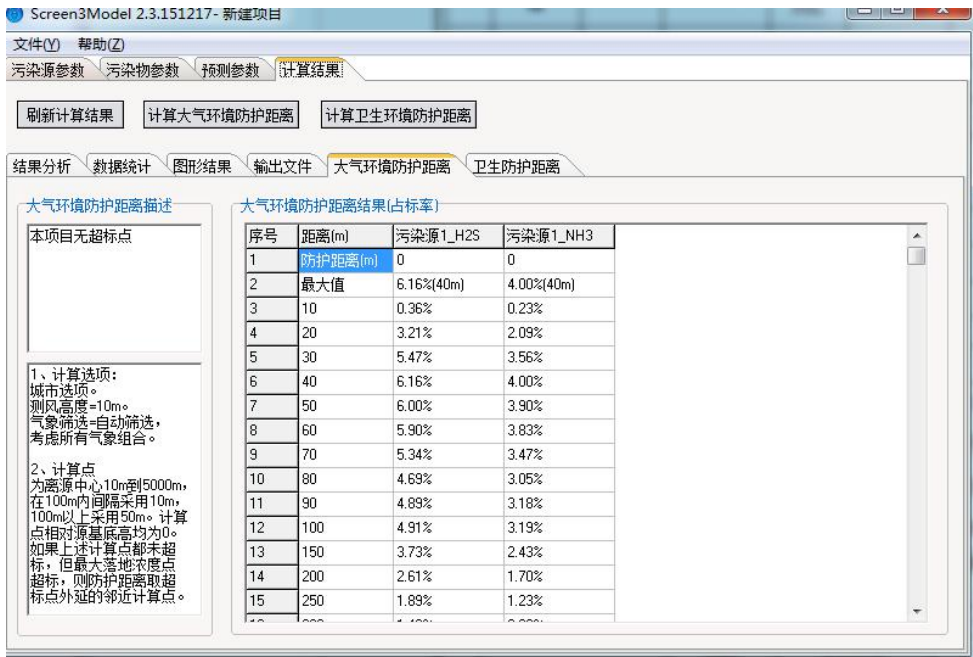 Screen3Model 2.3.151217- 新建项目
文件(Y) 帮助(Z)
污染源参数 污染物参数 预测参数 计算结果
刷新计算结果 计算大气环境防护距离 计算卫生环境防护距离
结果分析 数据统计 图形结果 输出文件 大气环境防护距离 卫生防护距离
大气环境防护距离描述
本项目无超标点
1、计算选项：
城市选项。
测风高度=10m。
气象筛选=自动筛选，
考虑所有气象组合。
2、计算点
为离源中心10m到5000m，
在100m内间隔采用10m，
100m以上采用50m。计算
点相对源基底高均为0。
如果上述计算点都未超
标，但最大落地浓度点
超标，则防护距离取超
标点外延的邻近计算点。
大气环境防护距离结果(占标率)
序号 距离(m) 污染源1_H2S 污染源1_NH3
1 防护距离(m) 0 0
2 最大值 6.16%(40m) 4.00%(40m)
3 10 0.36% 0.23%
4 20 3.21% 2.09%
5 30 5.47% 3.56%
6 40 6.16% 4.00%
7 50 6.00% 3.90%
8 60 5.90% 3.83%
9 70 5.34% 3.47%
10 80 4.69% 3.05%
11 90 4.89% 3.18%
12 100 4.91% 3.19%
13 150 3.73% 2.43%
14 200 2.61% 1.70%
15 250 1.89% 1.23%